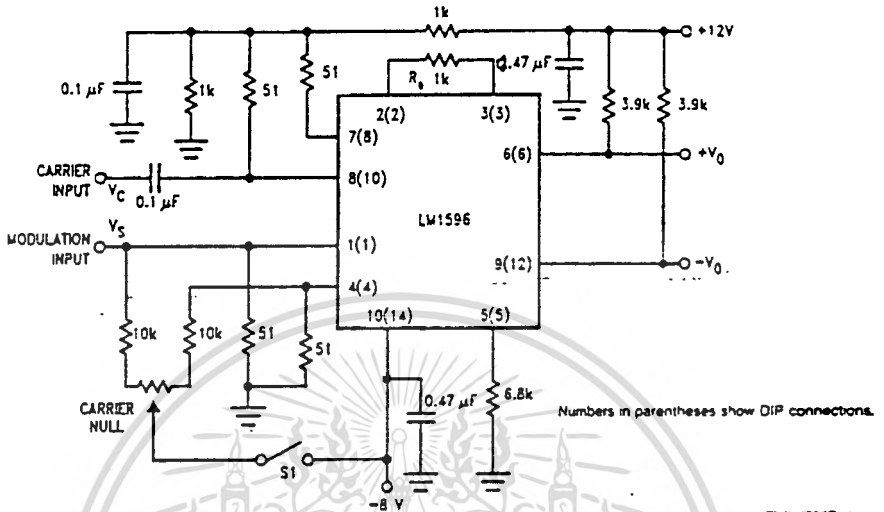 1k
+12V
0.1 μF
1k
51
51
R
1k
0.47 μF
3.9k
3.9k
2(2)
3(3)
7(8)
6(6)
+V₀
CARRIER
INPUT
V_C
0.1 μF
8(10)
LM1596
V_S
MODULATION
INPUT
1(1)
9(12)
-V₀
4(4)
10(14)
5(5)
10k
10k
51
51
CARRIER
NULL
0.47 μF
6.8k
Numbers in parentheses show DIP connections.
S1
-8 V